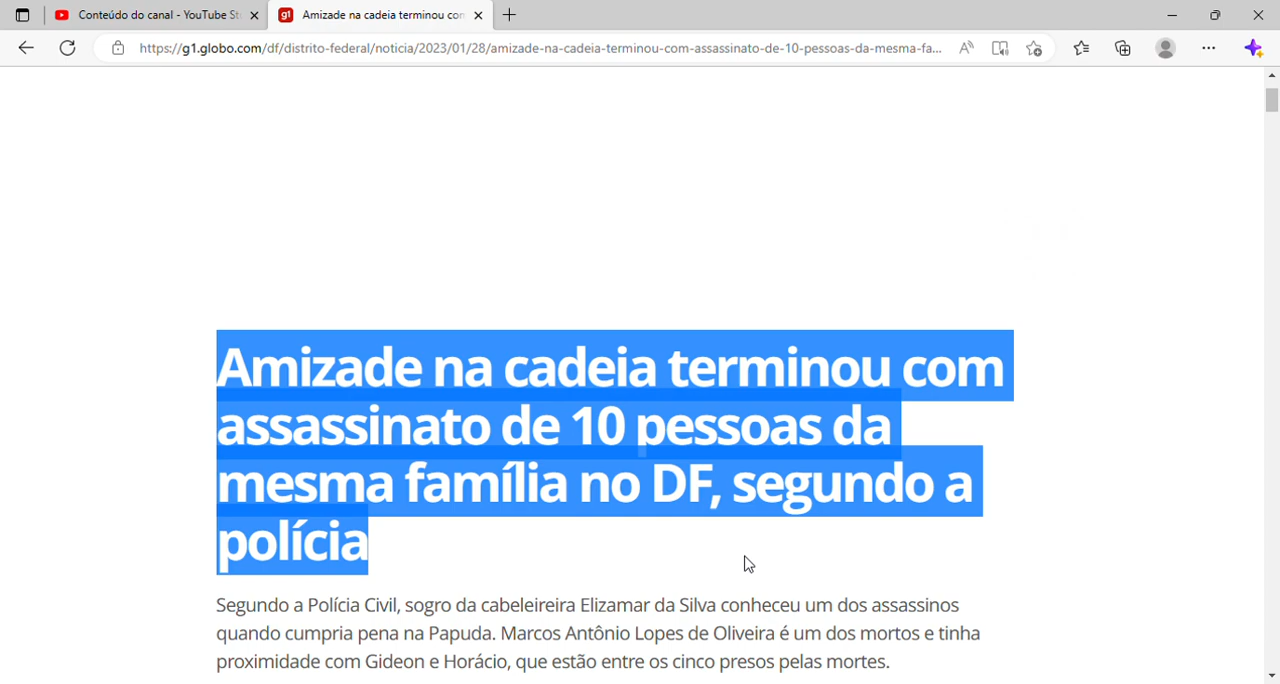 Conteúdo do canal - YouTube St
g1 Amizade na cadeia terminou con
https://g1.globo.com/df/distrito-federal/noticia/2023/01/28/amizade-na-cadeia-terminou-com-assassinato-de-10-pessoas-da-mesma-fa...
Amizade na cadeia terminou com
assassinato de 10 pessoas da
mesma família no DF, segundo a
polícia
Segundo a Polícia Civil, sogro da cabeleireira Elizamar da Silva conheceu um dos assassinos
quando cumpria pena na Papuda. Marcos Antônio Lopes de Oliveira é um dos mortos e tinha
proximidade com Gideon e Horácio, que estão entre os cinco presos pelas mortes.